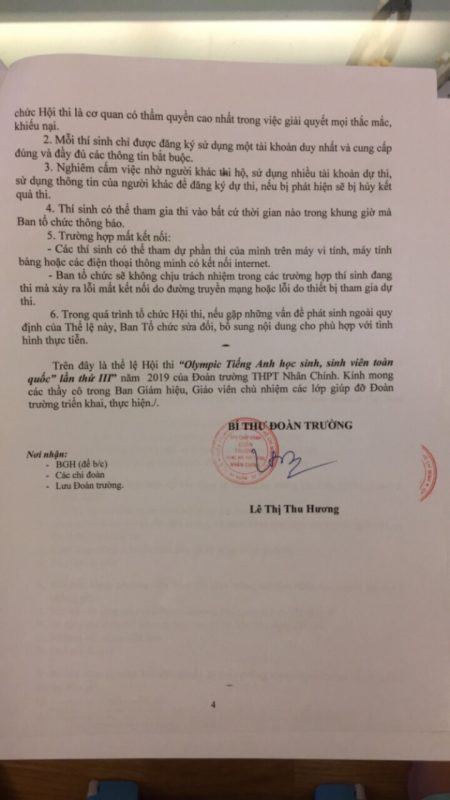 chức Hội thi là cơ quan có thẩm quyền cao nhất trong việc giải quyết mọi thắc mắc,
khiếu nại.
2. Mỗi thí sinh chỉ được đăng ký sử dụng một tài khoản duy nhất và cung cấp
đúng và đầy đủ các thông tin bắt buộc.
3. Nghiêm cấm việc nhờ người khác thi hộ, sử dụng nhiều tài khoản dự thi,
sử dụng thông tin của người khác để đăng ký dự thi, nếu bị phát hiện sẽ bị hủy kết
quả thi.
4. Thí sinh có thể tham gia thi vào bất cứ thời gian nào trong khung giờ mà
Ban tổ chức thông báo.
5. Trường hợp mất kết nối:
- Các thí sinh có thể tham dự phần thi của mình trên máy vi tính, máy tính
bảng hoặc các điện thoại thông minh có kết nối internet.
- Ban tổ chức sẽ không chịu trách nhiệm trong các trường hợp thí sinh đang
thi mà xảy ra lỗi mất kết nối do đường truyền mạng hoặc lỗi do thiết bị tham gia dự
thi.
6. Trong quá trình tổ chức Hội thi, nếu gặp những vấn đề phát sinh ngoài quy
định của Thể lệ này, Ban Tổ chức sửa đổi, bổ sung nội dung cho phù hợp với tình
hình thực tiễn.
Trên đây là thể lệ Hội thi "Olympic Tiếng Anh học sinh, sinh viên toàn
quốc" lần thứ III" năm 2019 của Đoàn trường THPT Nhân Chính. Kính mong
các thầy cô trong Ban Giám hiệu, Giáo viên chủ nhiệm các lớp giúp đỡ Đoàn
trường triển khai, thực hiện./.
BÍ THƯ ĐOÀN TRƯỜNG
Nơi nhận:
- BGH (để b/c)
- Các chi đoàn
- Lưu Đoàn trường.
Lê Thị Thu Hương
4